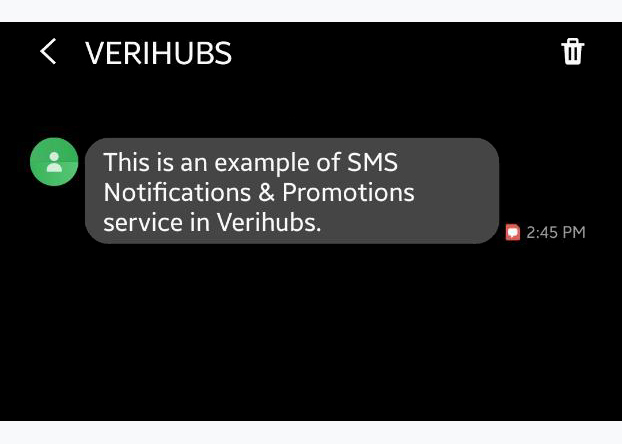 VERIHUBS
This is an example of SMS
Notifications & Promotions
service in Verihubs.
2:45 PM